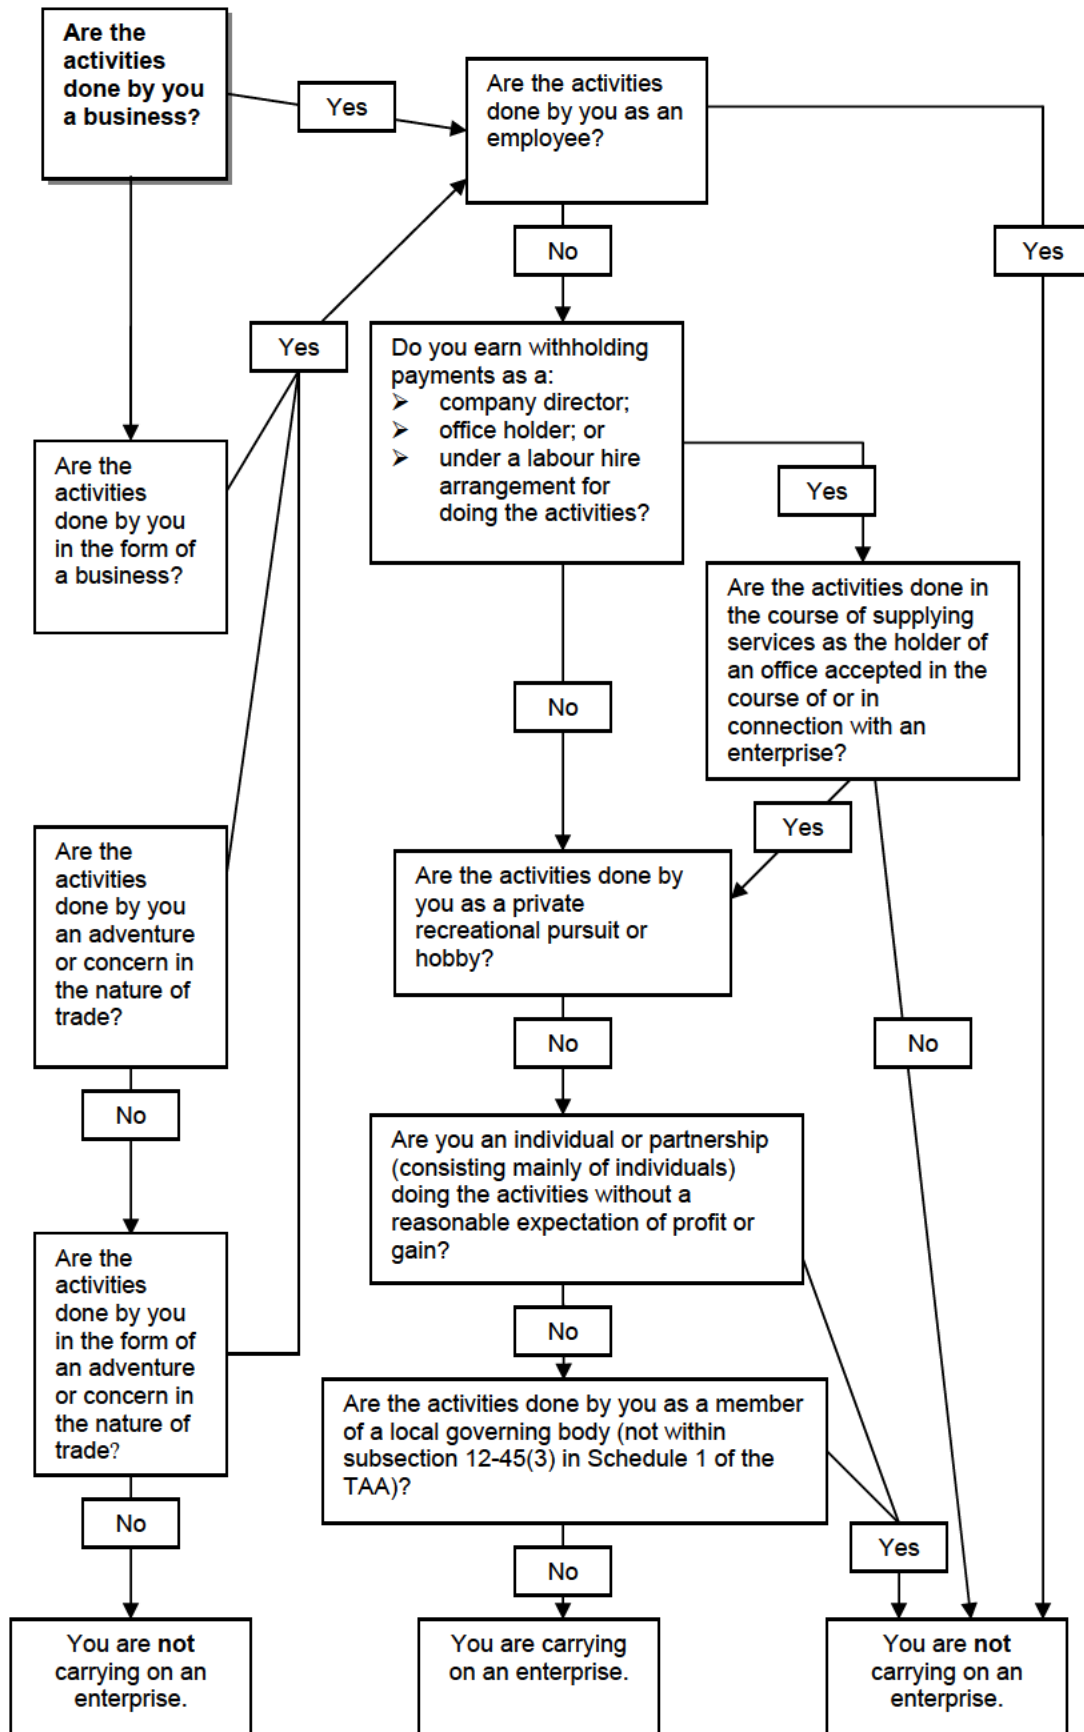 Are the
activities
done by you
a business?
Yes
Are the activities
done by you as an
employee?
Yes
No
Yes
Do you earn withholding
payments as a:
➢ company director;
➢ office holder; or
➢ under a labour hire
arrangement for
doing the activities?
Yes
Are the
activities
done by you
in the form of
a business?
Are the activities done in
the course of supplying
services as the holder of
an office accepted in the
course of or in
connection with an
enterprise?
No
Yes
Are the
activities
done by you
an adventure
or concern in
the nature of
trade?
Are the activities done by
you as a private
recreational pursuit or
hobby?
No
No
No
Are you an individual or partnership
(consisting mainly of individuals)
doing the activities without a
reasonable expectation of profit or
gain?
Are the
activities
done by you
in the form of
an adventure
or concern in
the nature of
trade?
No
Are the activities done by you as a member
of a local governing body (not within
subsection 12-45(3) in Schedule 1 of the
TAA)?
No
Yes
No
You are not
carrying on an
enterprise.
You are carrying
on an enterprise.
You are not
carrying on an
enterprise.